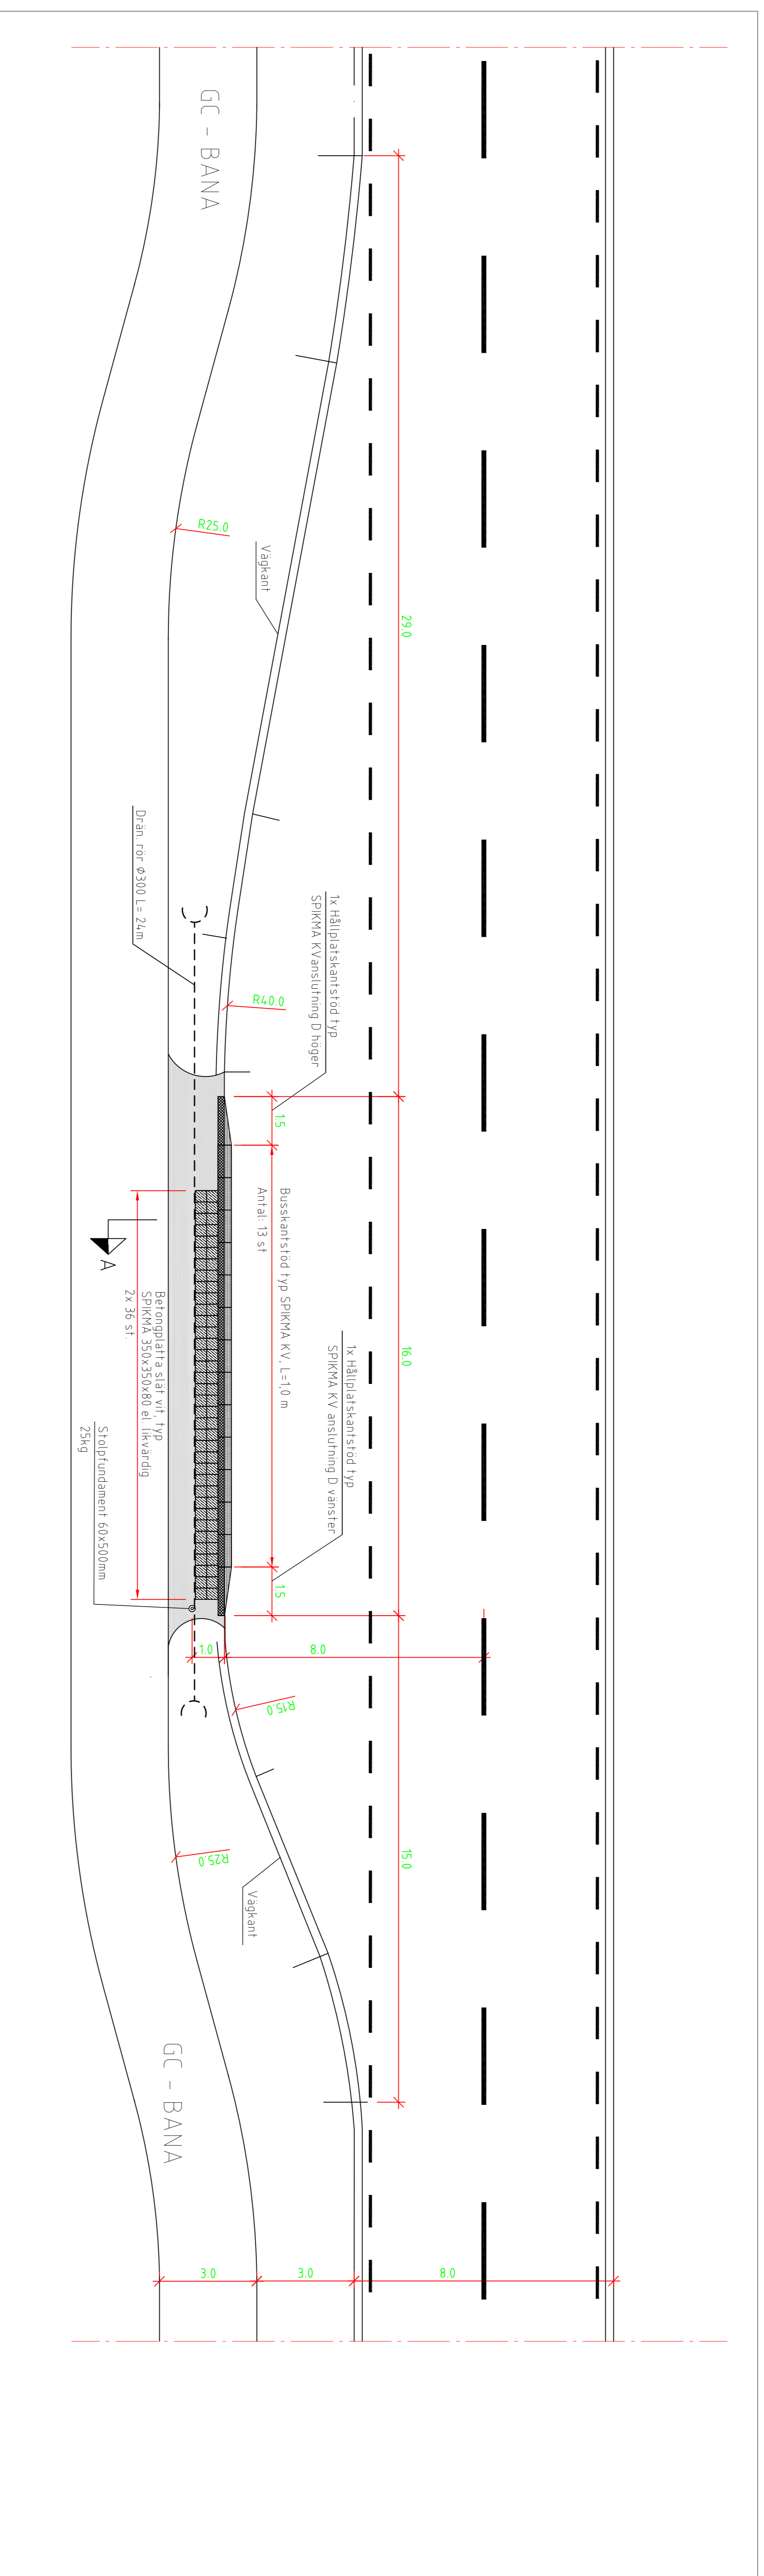 GC - BANA
R25.0
Vägkant
29.0
Drän. rör Ø300 L= 24m
1x Hållplatskantstöd typ
SPIKMA KVanslutning D höger
R40.0
1.5
Busskantstöd typ SPIKMA KV, L=1,0 m
Antal: 13 st
A
Betongplatta slät vit, typ
SPIKMA 350x350x80 el. likvärdig
2x 36 st.
16.0
1x Hållplatskantstöd typ
SPIKMA KV anslutning D vänster
Stolpfundament 60x500mm
25kg
1.5
1.0
8.0
R15.0
15.0
R25.0
Vägkant
GC - BANA
3.0
3.0
8.0